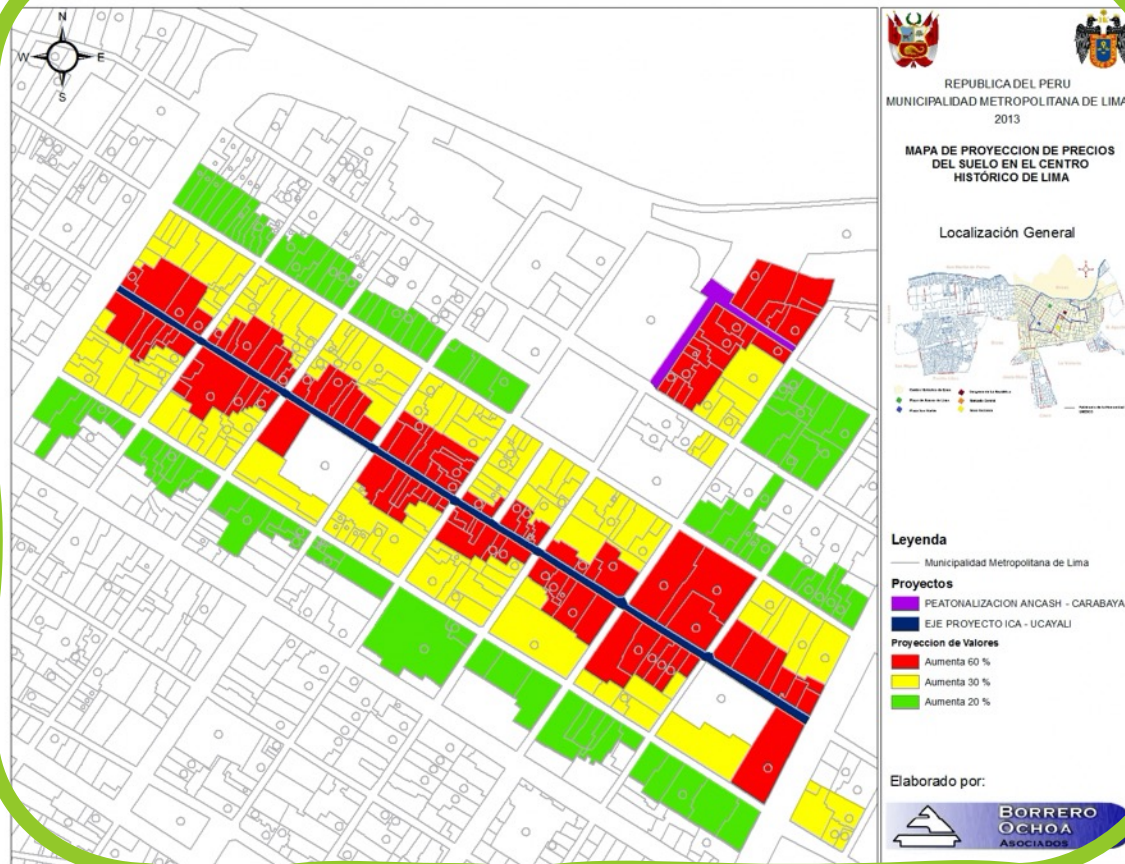 N
W
E
S
REPUBLICA DEL PERU
MUNICIPALIDAD METROPOLITANA DE LIMA
2013
MAPA DE PROYECCION DE PRECIOS
DEL SUELO EN EL CENTRO
HISTÓRICO DE LIMA
Localización General
Leyenda
Municipalidad Metropolitana de Lima
Proyectos
PEATONALIZACION ANCASH - CARABAYA
EJE PROYECTO ICA - UCAYALI
Proyeccion de Valores
Aumenta 60 %
Aumenta 30 %
Aumenta 20 %
Elaborado por:
BORRERO
OCHOA
ASOCIADOS